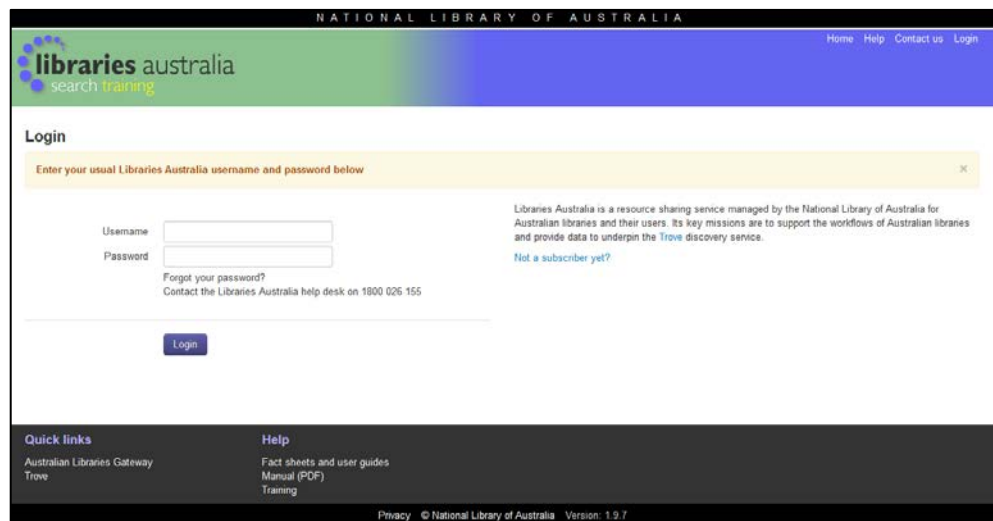 NATIONAL LIBRARY OF AUSTRALIA
Home Help Contact us Login
libraries australia
search training
Login
Enter your usual Libraries Australia username and password below ×
Libraries Australia is a resource sharing service managed by the National Library of Australia for
Australian libraries and their users. Its key missions are to support the workflows of Australian libraries
and provide data to underpin the Trove discovery service.
Not a subscriber yet?
Username
Password
Forgot your password?
Contact the Libraries Australia help desk on 1800 026 155
Login
Quick links
Australian Libraries Gateway
Trove
Help
Fact sheets and user guides
Manual (PDF)
Training
Privacy © National Library of Australia Version: 1.9.7